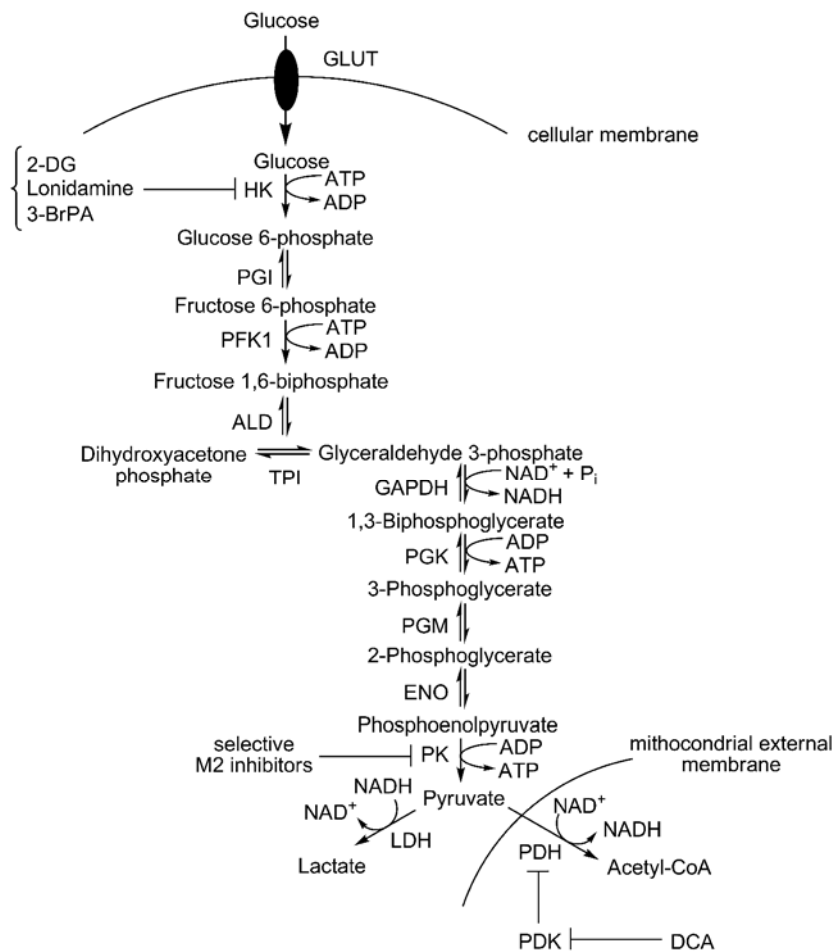 Glucose
GLUT
cellular membrane
Glucose
2-DG
Lonidamine
3-BrPA
HK
ATP
ADP
Glucose 6-phosphate
PGI
Fructose 6-phosphate
PFK1
ATP
ADP
Fructose 1,6-biphosphate
ALD
Dihydroxyacetone
phosphate
TPI
Glyceraldehyde 3-phosphate
GAPDH
NAD⁺ + Pᵢ
NADH
1,3-Biphosphoglycerate
PGK
ADP
ATP
3-Phosphoglycerate
PGM
2-Phosphoglycerate
ENO
Phosphoenolpyruvate
selective
M2 inhibitors
PK
ADP
ATP
mithocondrial external
membrane
Pyruvate
NADH
NAD⁺
LDH
Lactate
NAD⁺
NADH
PDH
Acetyl-CoA
PDK
DCA